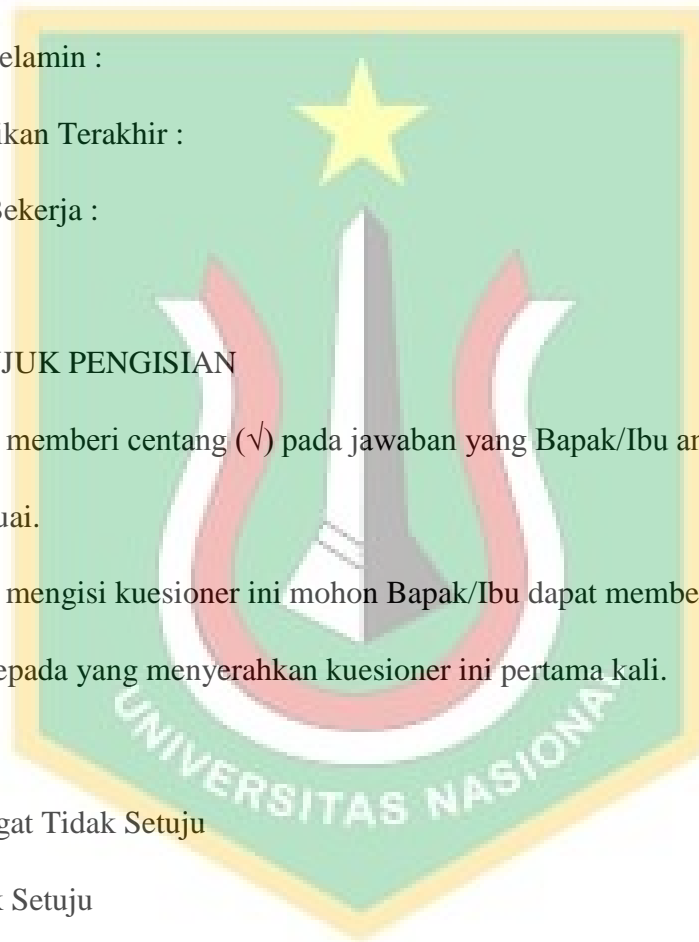 elamin :
ikan Terakhir :
Bekerja :
JUK PENGISIAN
memberi centang (√) pada jawaban yang Bapak/Ibu an
uai.
mengisi kuesioner ini mohon Bapak/Ibu dapat membe
epada yang menyerahkan kuesioner ini pertama kali.
UNIVERSITAS NASIONAL
gat Tidak Setuju
k Setuju